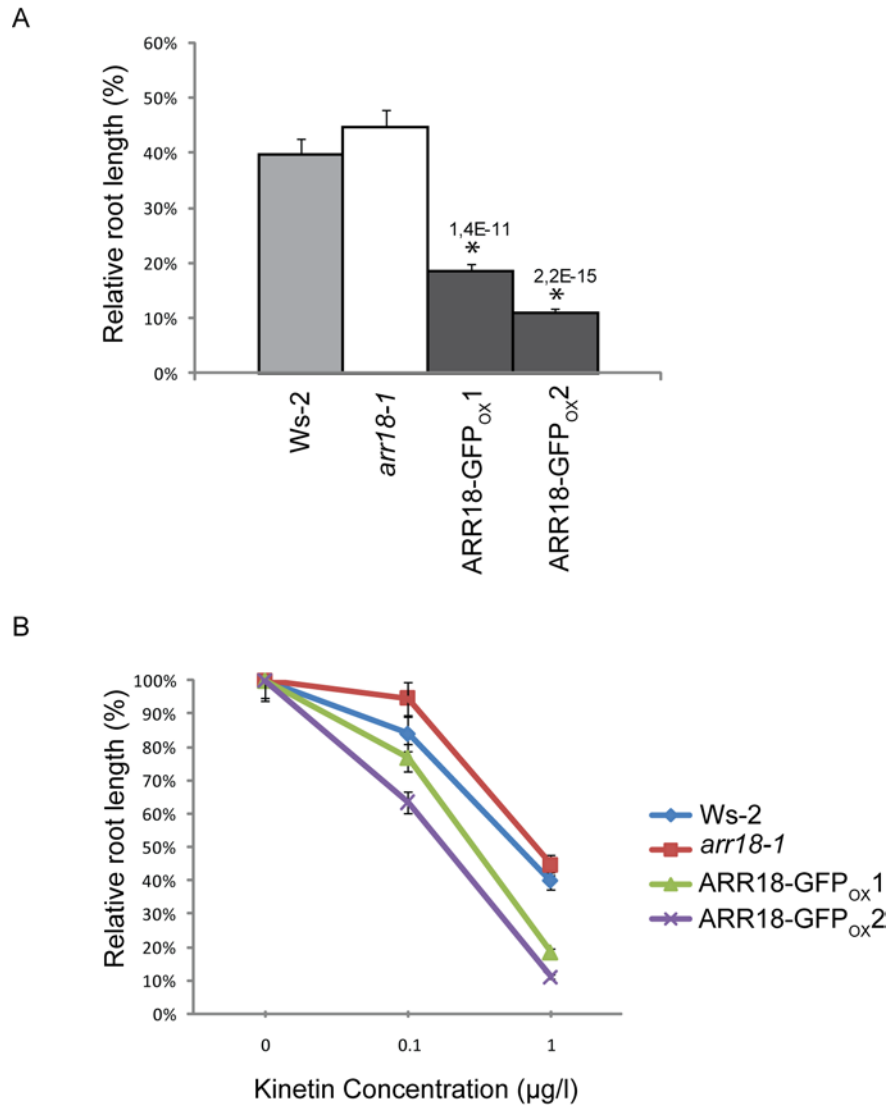 A
Relative root length (%)
60%
50%
40%
30%
20%
10%
0%
1,4E-11
*
2,2E-15
*
Ws-2
arr18-1
ARR18-GFPOX1
ARR18-GFPOX2
B
Relative root length (%)
100%
90%
80%
70%
60%
50%
40%
30%
20%
10%
0%
0
0.1
1
Kinetin Concentration (µg/l)
Ws-2
arr18-1
ARR18-GFPOX1
ARR18-GFPOX2